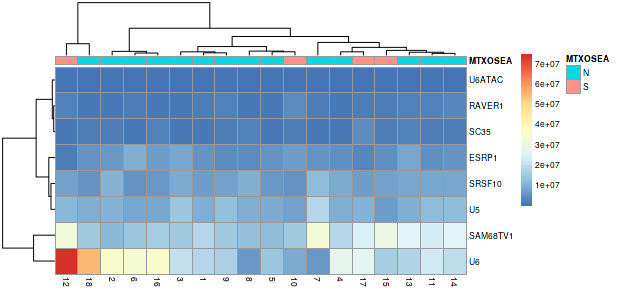 MTXOSEA
U6ATAC
RAVER1
SC35
ESRP1
SRSF10
U5
SAM68TV1
U6
12 18 2 6 16 3 1 9 8 5 10 7 4 17 15 13 11 14
7e+07
6e+07
5e+07
4e+07
3e+07
2e+07
1e+07
MTXOSEA
N
S